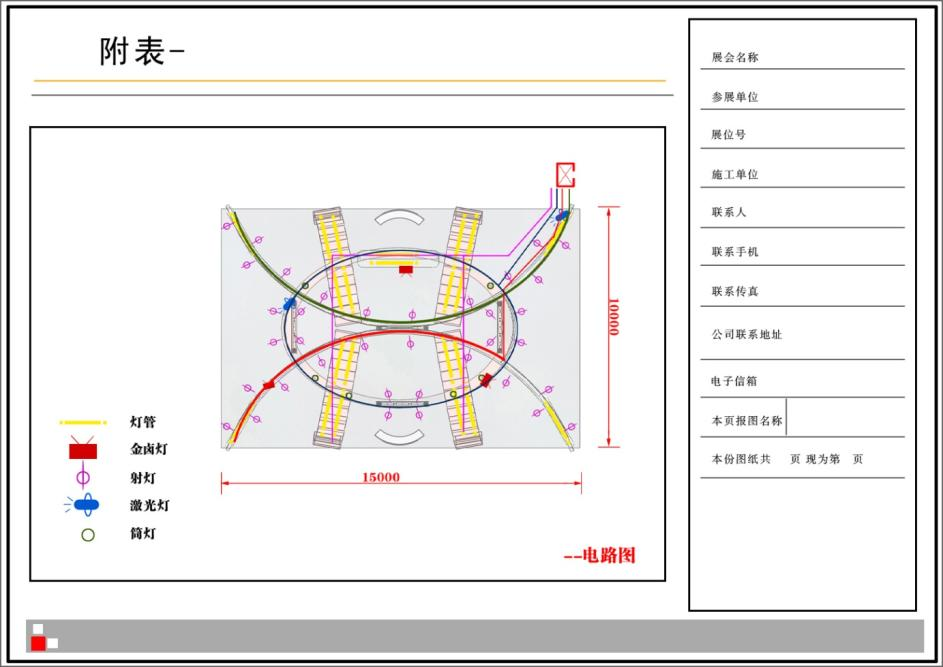 附表-
展会名称
参展单位
展位号
施工单位
联系人
联系手机
联系传真
公司联系地址
电子信箱
本页报图名称
本份图纸共 页 现为第 页
10000
15000
灯管
金卤灯
射灯
激光灯
筒灯
--电路图